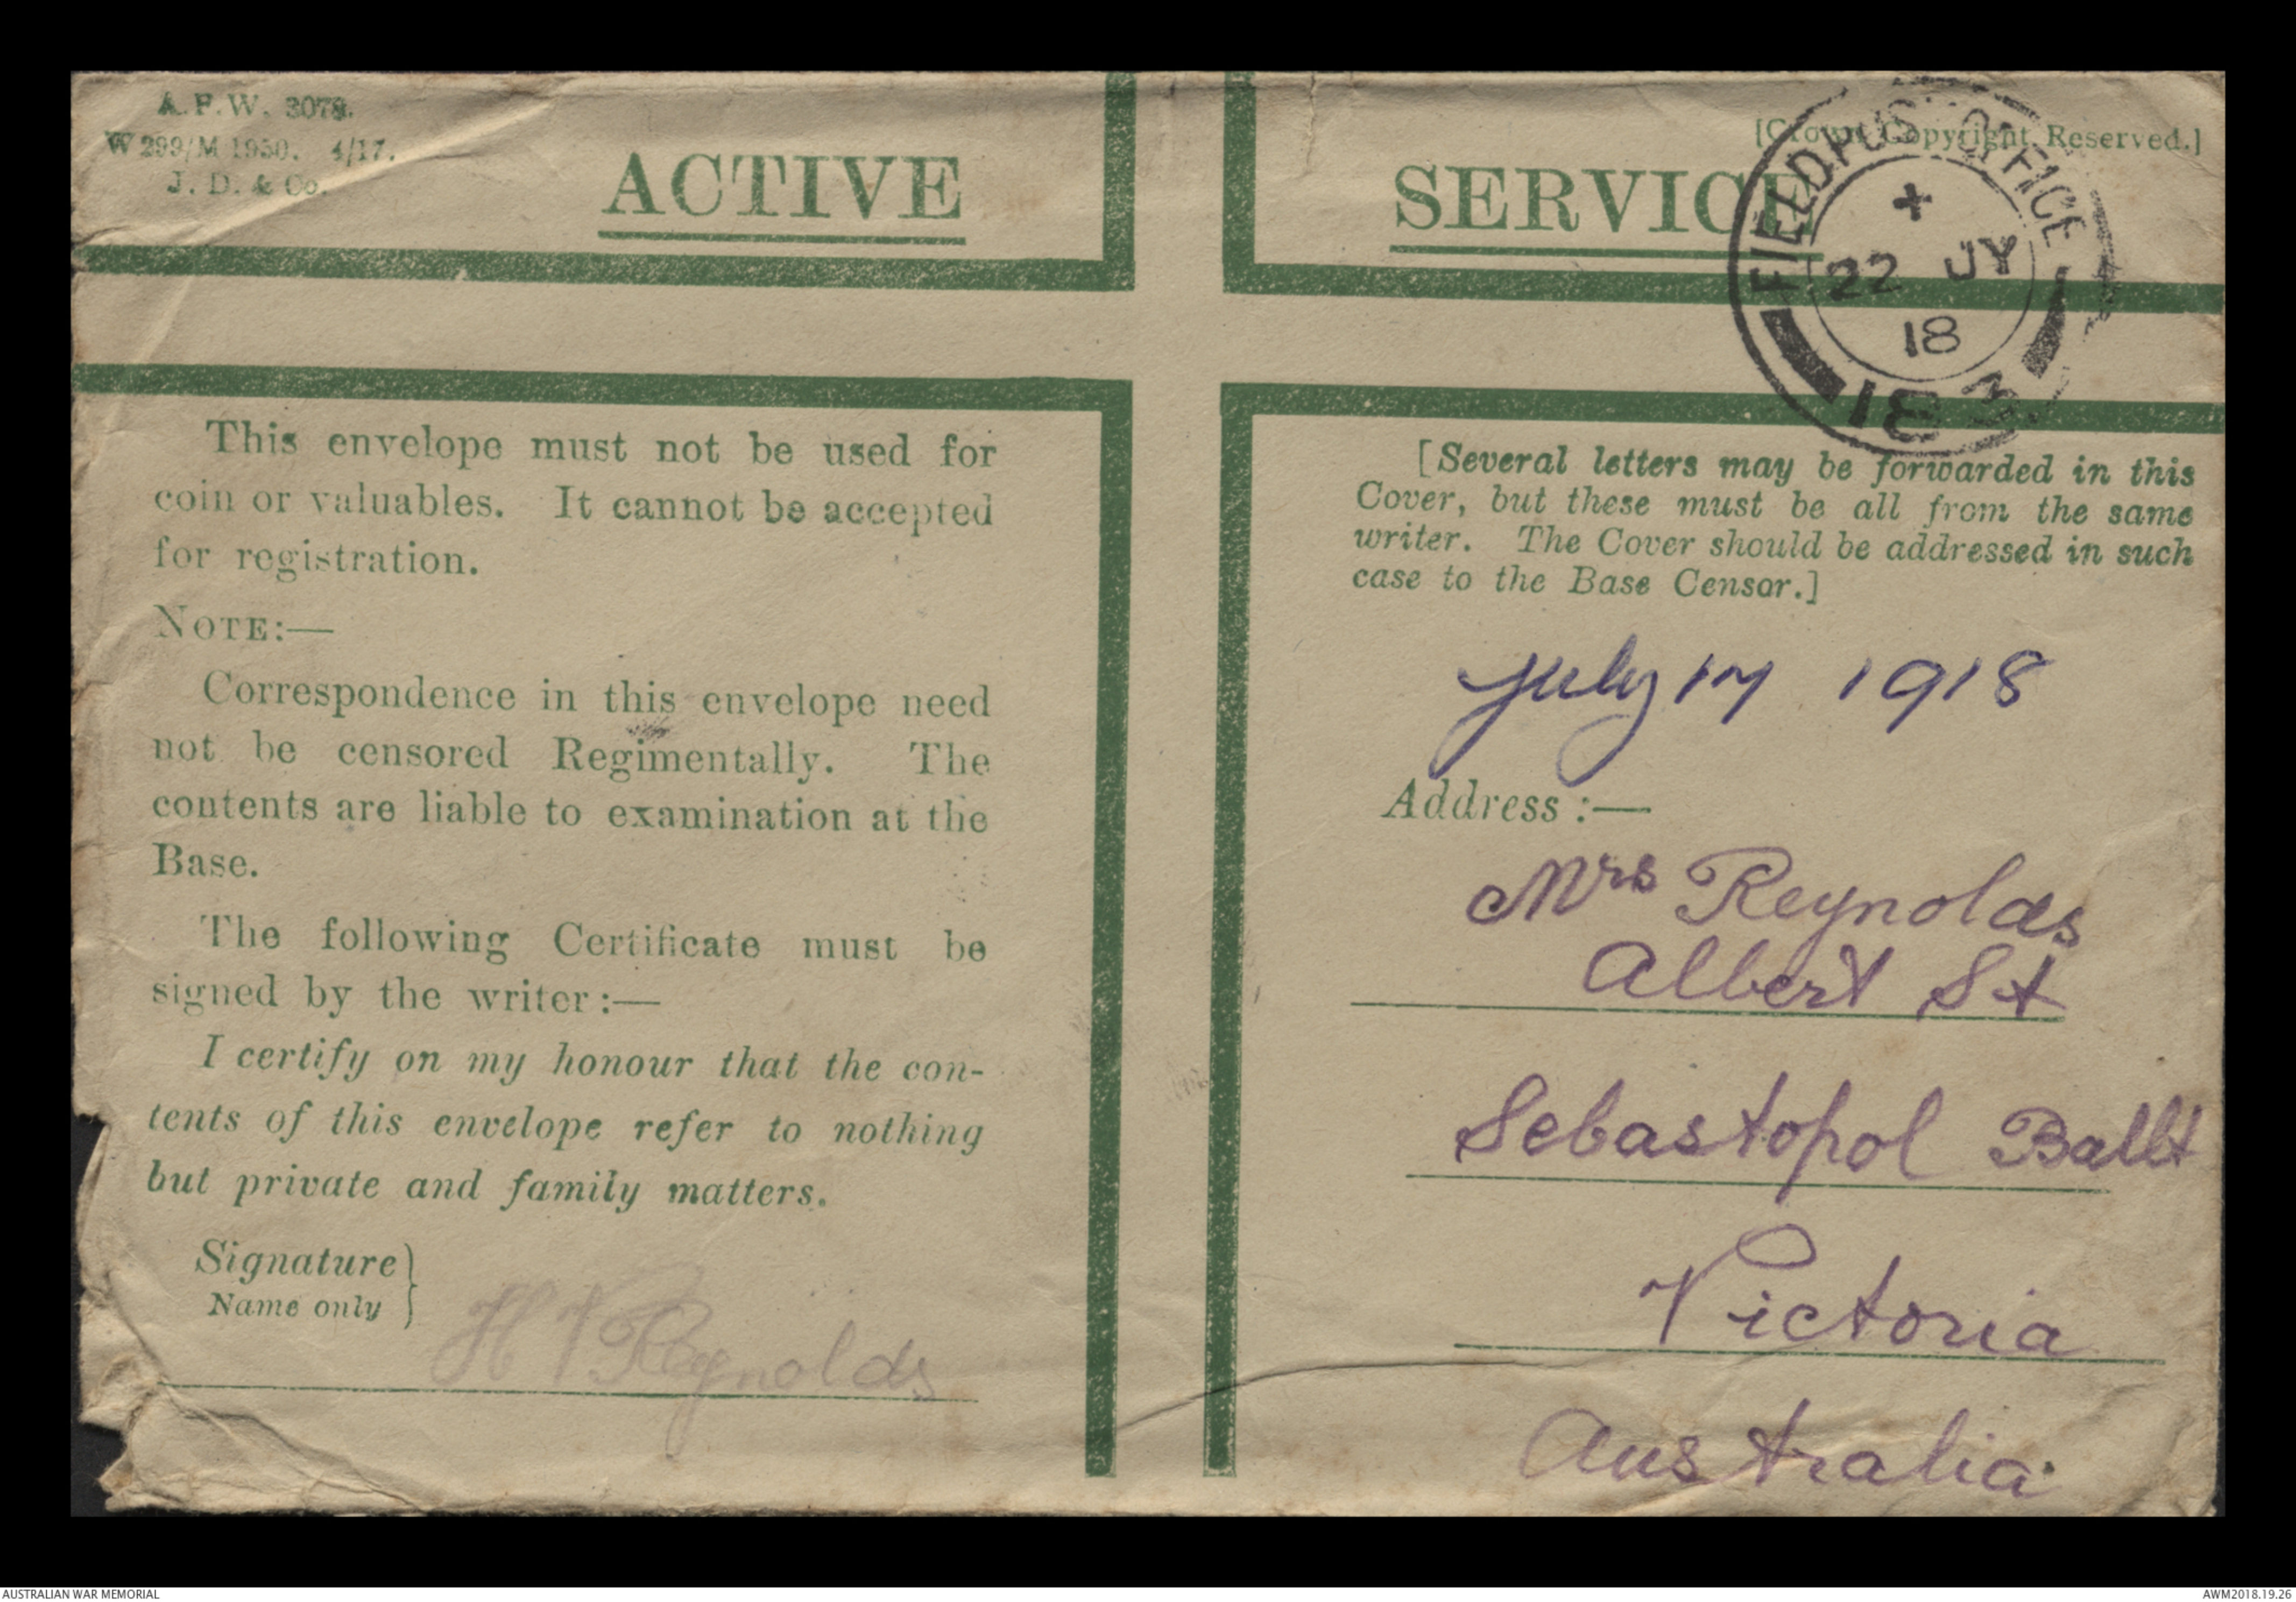 A.F.W. 3078.
W 299/M 1950. 4/17.
J. D. & Co.
[Crown Copyright Reserved.]
ACTIVE SERVICE
FIELD POST OFFICE
+
22 JY
18
183
This envelope must not be used for
coin or valuables. It cannot be accepted
for registration.
NOTE:—
Correspondence in this envelope need
not be censored Regimentally. The
contents are liable to examination at the
Base.
The following Certificate must be
signed by the writer:—
I certify on my honour that the con-
tents of this envelope refer to nothing
but private and family matters.
Signature }
Name only }
H V Reynolds
[Several letters may be forwarded in this
Cover, but these must be all from the same
writer. The Cover should be addressed in such
case to the Base Censor.]
July 17 1918
Address :—
Mrs Reynolds
Albert St
Sebastopol Ballt
Victoria
Australia
AUSTRALIAN WAR MEMORIAL
AWM2018.19.26